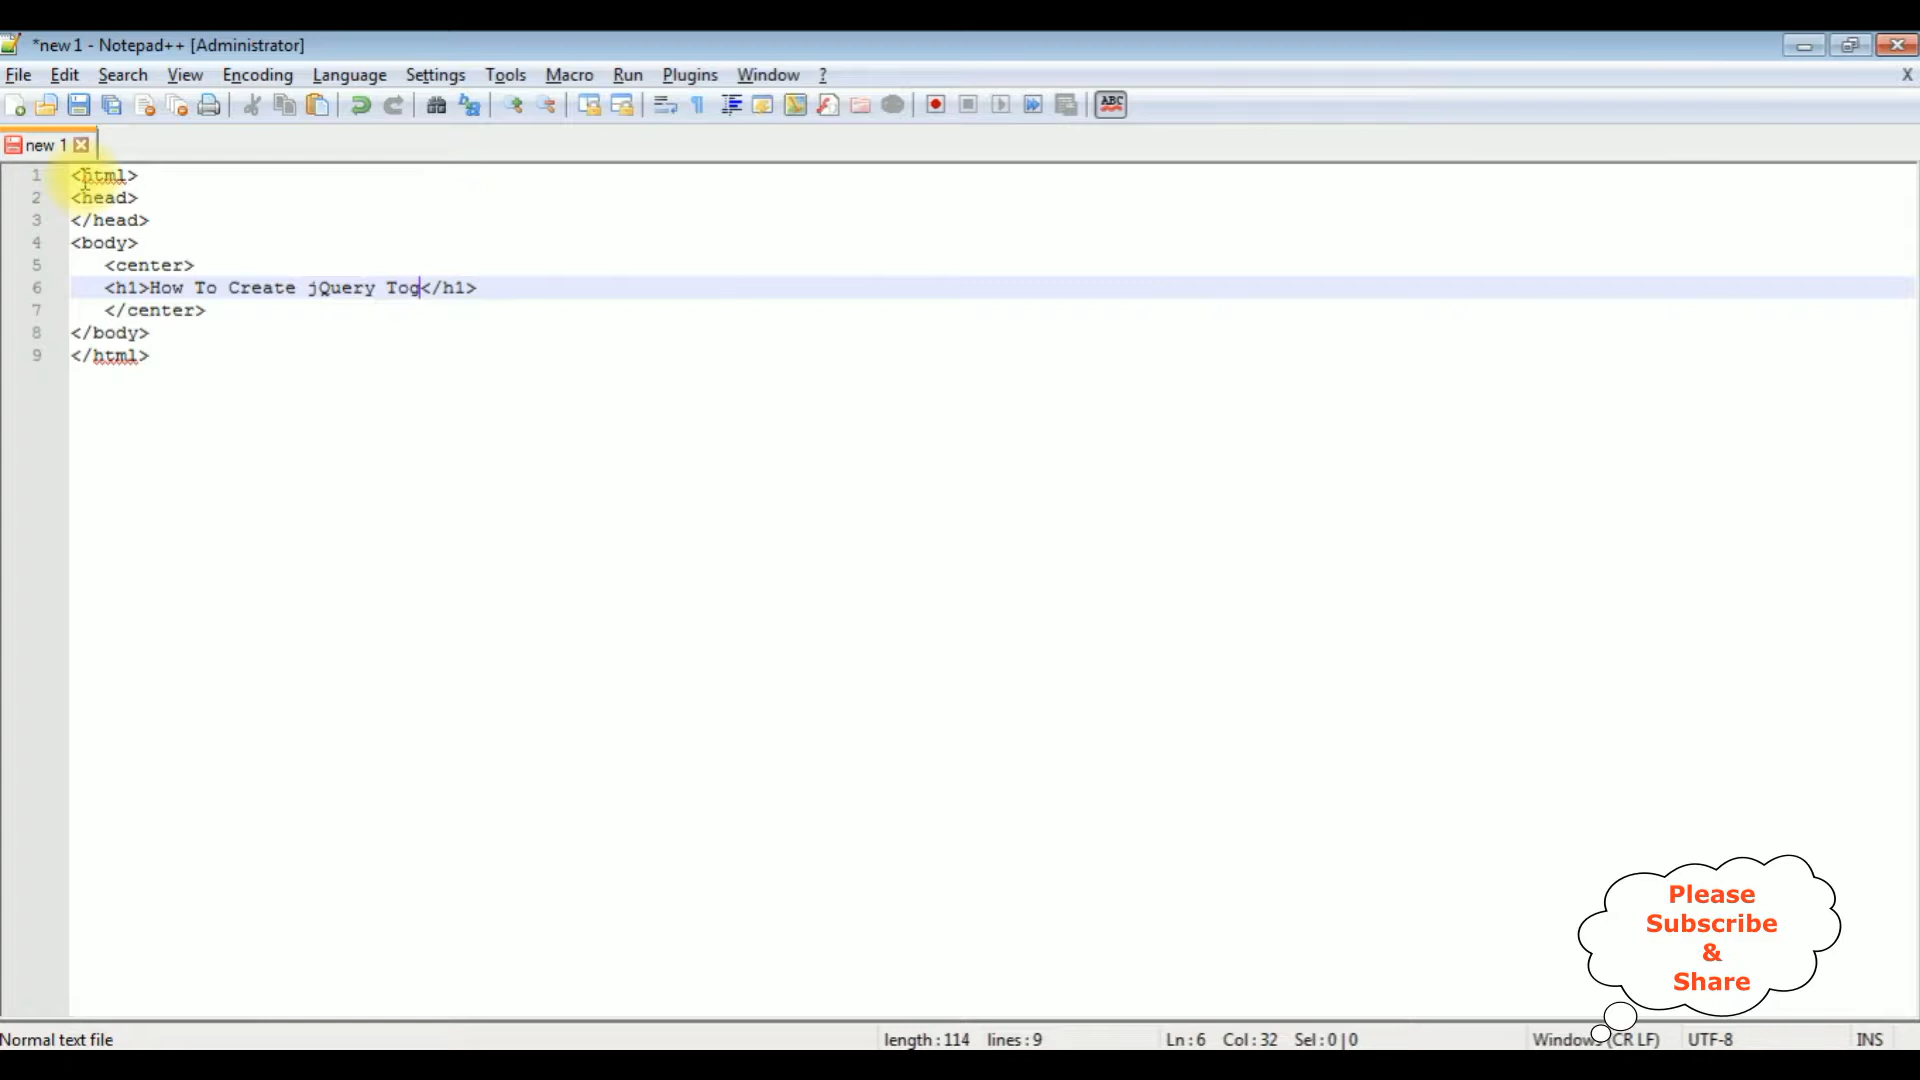 *new 1 - Notepad++ [Administrator]
File Edit Search View Encoding Language Settings Tools Macro Run Plugins Window ? X
ABC
new 1
1 <html>
2 <head>
3 </head>
4 <body>
5 <center>
6 <h1>How To Create jQuery Tog</h1>
7 </center>
8 </body>
9 </html>
Please
Subscribe
&
Share
Normal text file length : 114 lines : 9 Ln : 6 Col : 32 Sel : 0 | 0 Windows (CR LF) UTF-8 INS